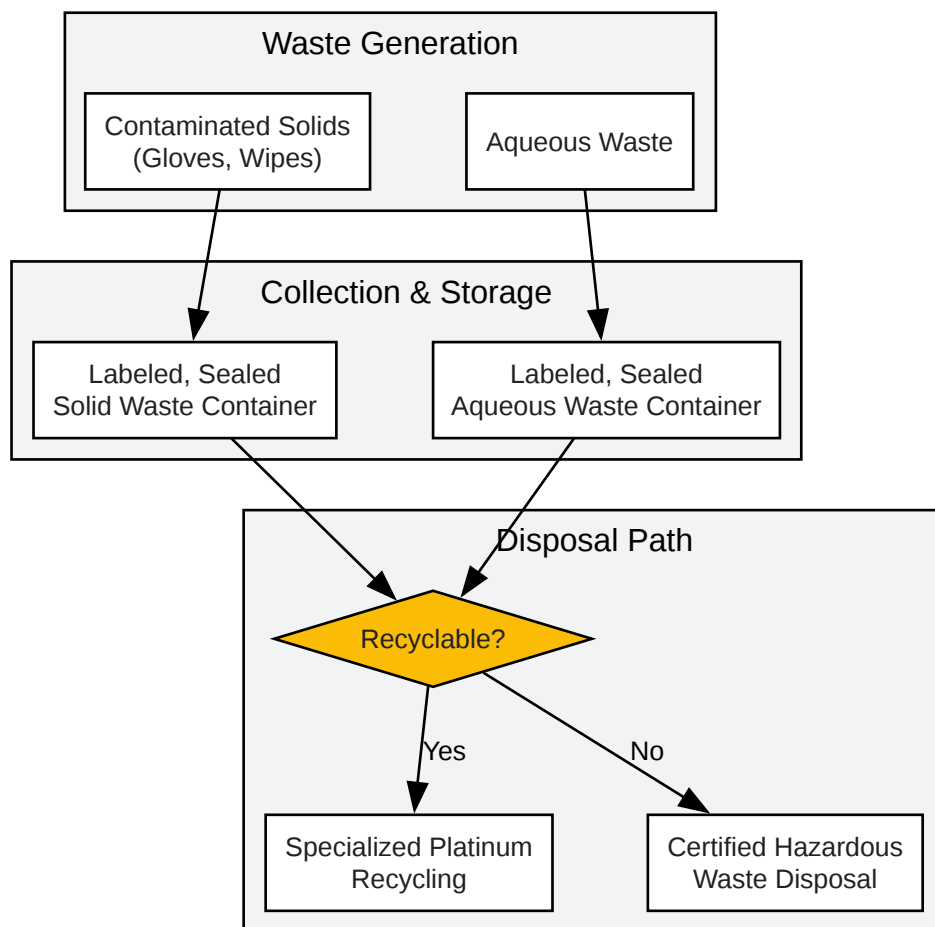 Waste Generation
Contaminated Solids
(Gloves, Wipes)
Aqueous Waste
Collection & Storage
Labeled, Sealed
Solid Waste Container
Labeled, Sealed
Aqueous Waste Container
Disposal Path
Recyclable?
Yes
No
Specialized Platinum
Recycling
Certified Hazardous
Waste Disposal